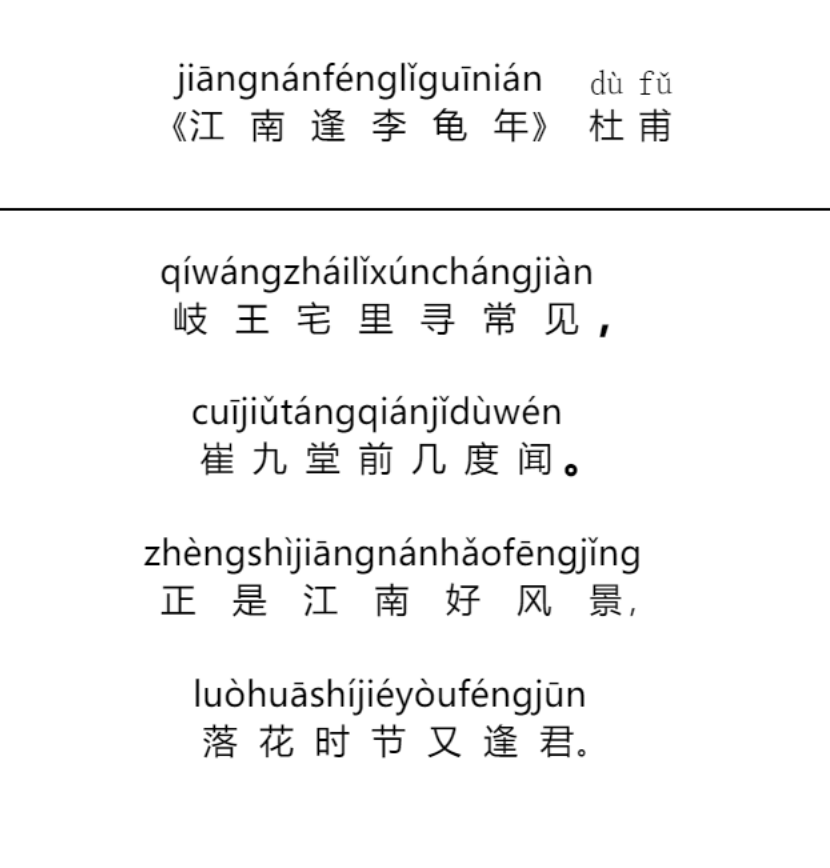 jiāngnánfénglǐguīnián dù fǔ
《江南逢李龟年》 杜甫
qíwángzháilǐxúnchángjiàn
岐王宅里寻常见，
cuījiǔtángqiánjǐdùwén
崔九堂前几度闻。
zhèngshìjiāngnánhǎofēngjǐng
正是江南好风景，
luòhuāshíjiéyòuféngjūn
落花时节又逢君。